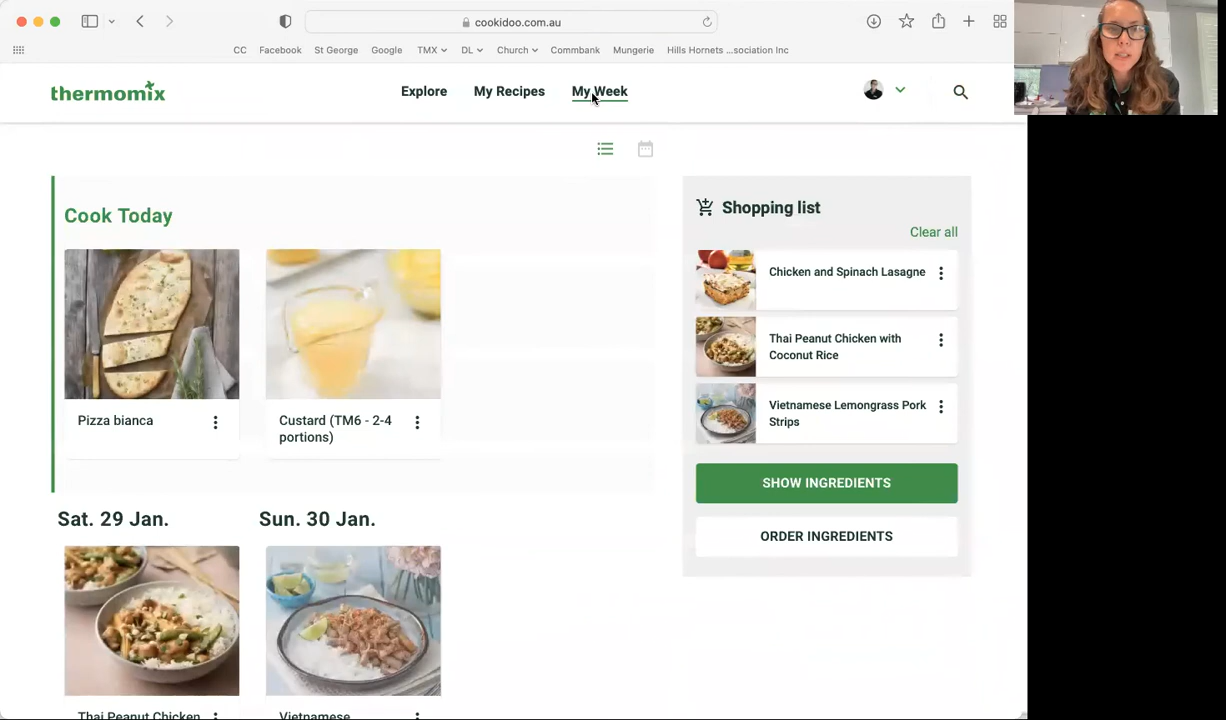 cookidoo.com.au
CC Facebook St George Google TMX DL Church Commbank Mungerie Hills Hornets ...sociation Inc
thermomix
Explore My Recipes My Week
Cook Today
Pizza bianca
Custard (TM6 - 2-4
portions)
Sat. 29 Jan. Sun. 30 Jan.
Thai Peanut Chicken Vietnamese
Shopping list
Clear all
Chicken and Spinach Lasagne
Thai Peanut Chicken with
Coconut Rice
Vietnamese Lemongrass Pork
Strips
SHOW INGREDIENTS
ORDER INGREDIENTS